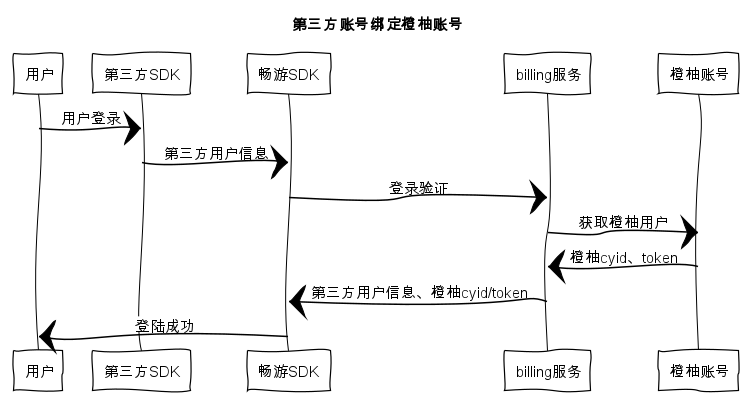 第三方账号绑定橙柚账号
用户
第三方SDK
畅游SDK
billing服务
橙柚账号
用户登录
第三方用户信息
登录验证
获取橙柚用户
橙柚cyid、token
第三方用户信息、橙柚cyid/token
登陆成功
用户
第三方SDK
畅游SDK
billing服务
橙柚账号